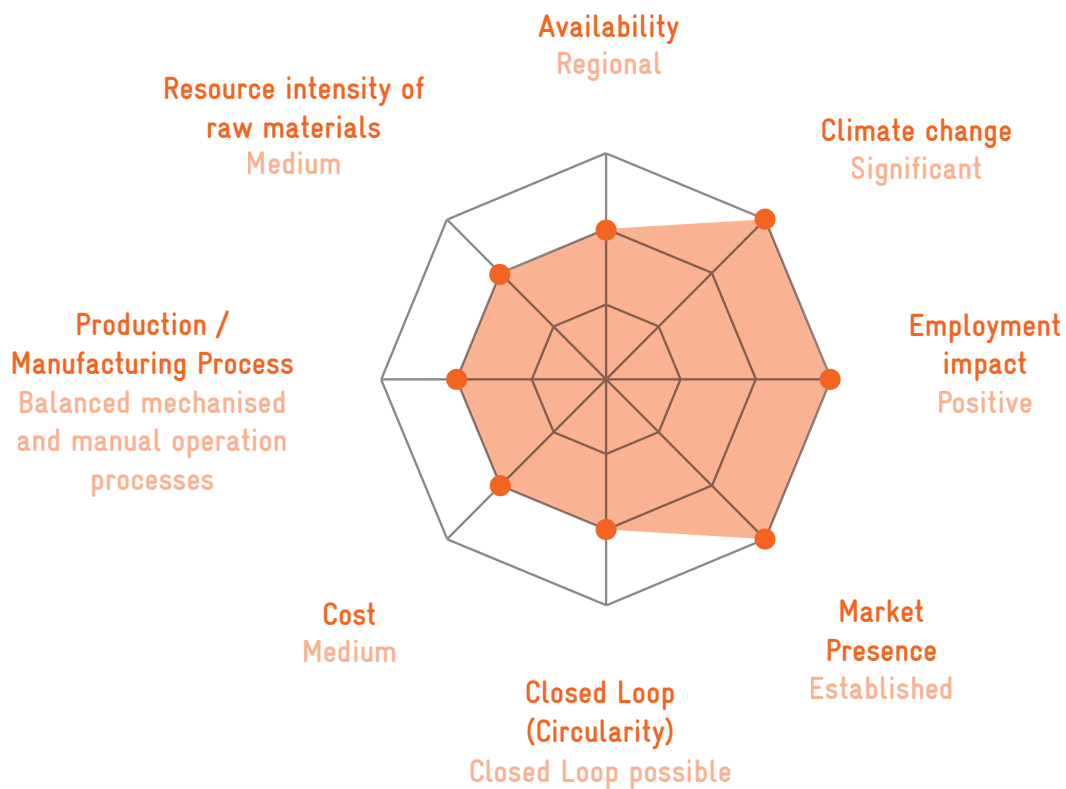 Availability
Regional
Resource intensity of
raw materials
Medium
Climate change
Significant
Production /
Manufacturing Process
Balanced mechanised
and manual operation
processes
Employment
impact
Positive
Cost
Medium
Market
Presence
Established
Closed Loop
(Circularity)
Closed Loop possible